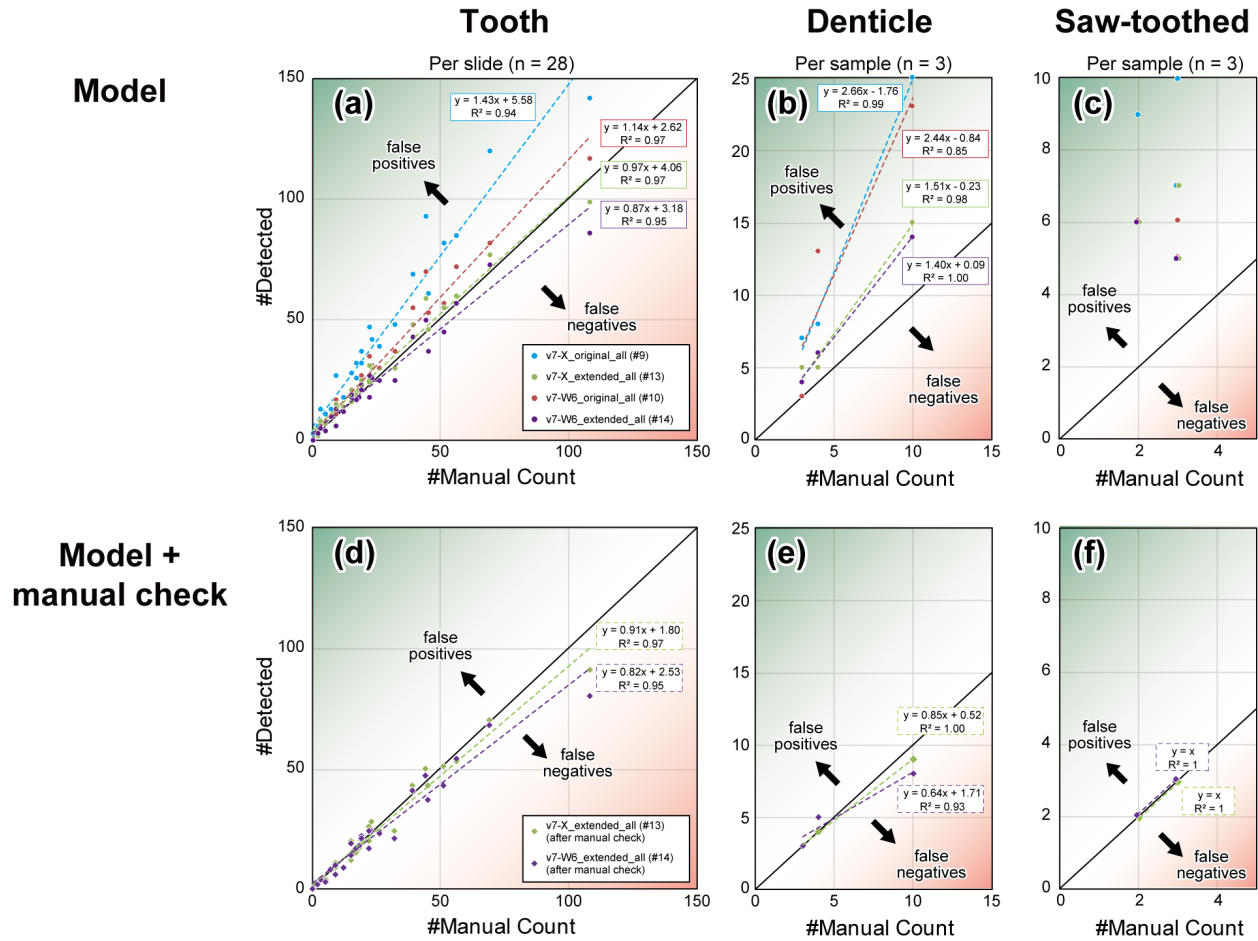 Tooth
Denticle
Saw-toothed
Model
Per slide (n = 28)
Per sample (n = 3)
Per sample (n = 3)
(a)
150
100
50
0
0
50
100
150
#Detected
#Manual Count
y = 1.43x + 5.58
R² = 0.94
y = 1.14x + 2.62
R² = 0.97
y = 0.97x + 4.06
R² = 0.97
y = 0.87x + 3.18
R² = 0.95
false
positives
false
negatives
v7-X_original_all (#9)
v7-X_extended_all (#13)
v7-W6_original_all (#10)
v7-W6_extended_all (#14)
(b)
25
20
15
10
5
0
0
5
10
15
#Manual Count
y = 2.66x - 1.76
R² = 0.99
y = 2.44x - 0.84
R² = 0.85
y = 1.51x - 0.23
R² = 0.98
y = 1.40x + 0.09
R² = 1.00
false
positives
false
negatives
(c)
10
8
6
4
2
0
0
2
4
#Manual Count
false
positives
false
negatives
Model +
manual check
(d)
150
100
50
0
0
50
100
150
#Detected
#Manual Count
y = 0.91x + 1.80
R² = 0.97
y = 0.82x + 2.53
R² = 0.95
false
positives
false
negatives
v7-X_extended_all (#13)
(after manual check)
v7-W6_extended_all (#14)
(after manual check)
(e)
25
20
15
10
5
0
0
5
10
15
#Manual Count
y = 0.85x + 0.52
R² = 1.00
y = 0.64x + 1.71
R² = 0.93
false
positives
false
negatives
(f)
10
8
6
4
2
0
0
2
4
#Manual Count
y = x
R² = 1
y = x
R² = 1
false
positives
false
negatives